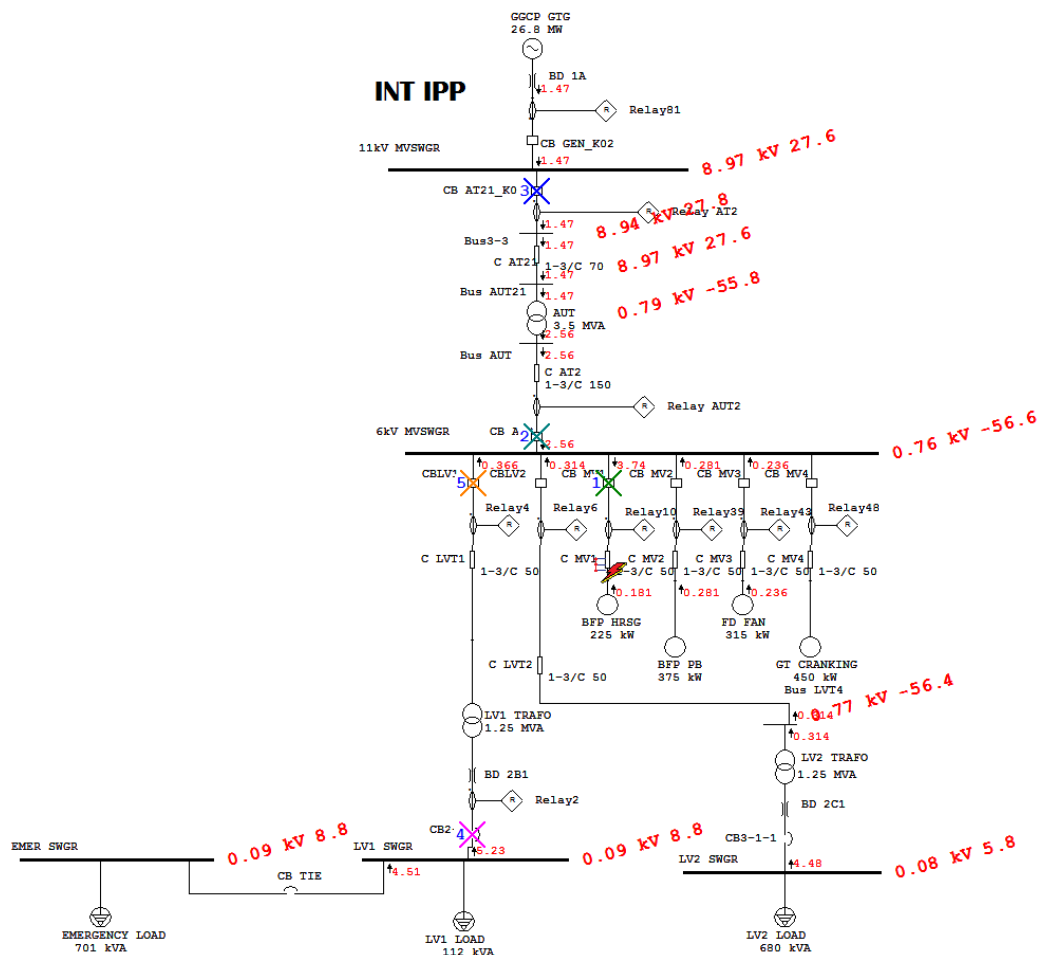 GGCP GTG
26.8 MW
INT IPP
BD 1A
1.47
R
Relay81
CB GEN_K02
11kV MVSWGR
1.47
8.97 kV 27.6
CB AT21_K0
3
R
Relay AT2
1.47
8.94 kV 27.8
Bus3-3
1.47
8.97 kV 27.6
C AT21
1-3/C 70
1.47
Bus AUT21
1.47
0.79 kV -55.8
AUT
3.5 MVA
2.56
Bus AUT
2.56
C AT2
1-3/C 150
R
Relay AUT2
6kV MVSWGR
CB A
2
2.56
0.76 kV -56.6
0.366
0.314
3.74
0.281
0.236
CBLV1
CBLV2
CB M
CB MV2
CB MV3
CB MV4
5
1
Relay4
Relay6
Relay10
Relay39
Relay43
Relay48
R
R
R
R
R
R
C LVT1
C MV1
C MV2
C MV3
C MV4
1-3/C 50
1-3/C 50
1-3/C 50
1-3/C 50
1-3/C 50
0.181
0.281
0.236
BFP HRSG
225 kW
FD FAN
315 kW
BFP PB
375 kW
GT CRANKING
450 kW
C LVT2
1-3/C 50
Bus LVT4
0.314
0.77 kV -56.4
0.314
LV1 TRAFO
1.25 MVA
LV2 TRAFO
1.25 MVA
BD 2B1
BD 2C1
R
Relay2
CB2
4
CB3-1-1
EMER SWGR
0.09 kV 8.8
LV1 SWGR
5.23
0.09 kV 8.8
LV2 SWGR
4.48
0.08 kV 5.8
CB TIE
4.51
EMERGENCY LOAD
701 kVA
LV1 LOAD
112 kVA
LV2 LOAD
680 kVA